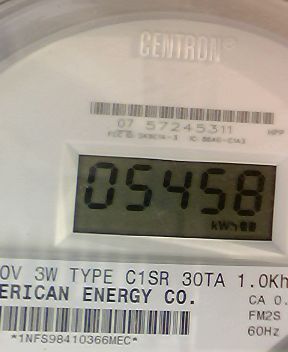 CENTRON®
07 57245311
05458
kWh
0V 3W TYPE C1SR 30TA 1.0Kh
ERICAN ENERGY CO.
CA 0.
FM2S
60Hz
*1NFS98410366MEC*